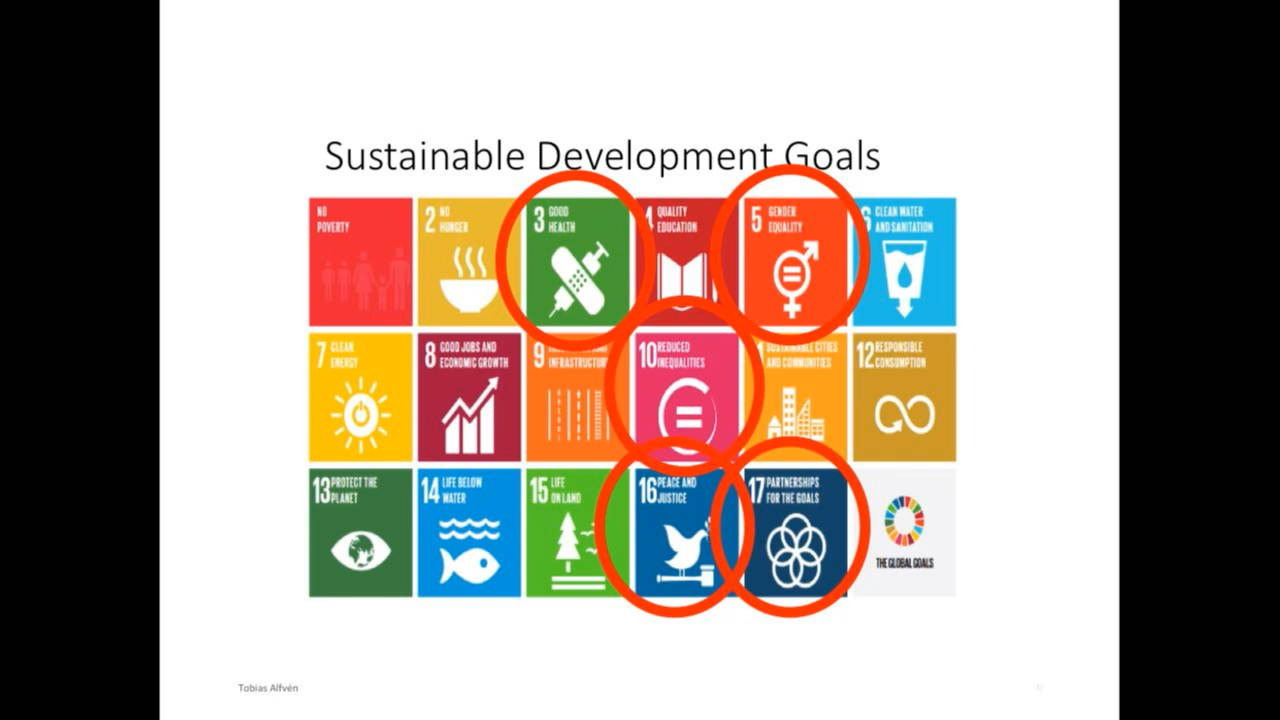 Sustainable Development Goals
NO
POVERTY
2 NO
HUNGER
3 GOOD
HEALTH
4 QUALITY
EDUCATION
5 GENDER
EQUALITY
6 CLEAN WATER
AND SANITATION
7 CLEAN
ENERGY
8 GOOD JOBS AND
ECONOMIC GROWTH
9
INFRASTRUCTURE
10 REDUCED
INEQUALITIES
SUSTAINABLE CITIES
AND COMMUNITIES
12 RESPONSIBLE
CONSUMPTION
13 PROTECT THE
PLANET
14 LIFE BELOW
WATER
15 LIFE
ON LAND
16 PEACE AND
JUSTICE
17 PARTNERSHIPS
FOR THE GOALS
THE GLOBAL GOALS
Tobias Alfvén